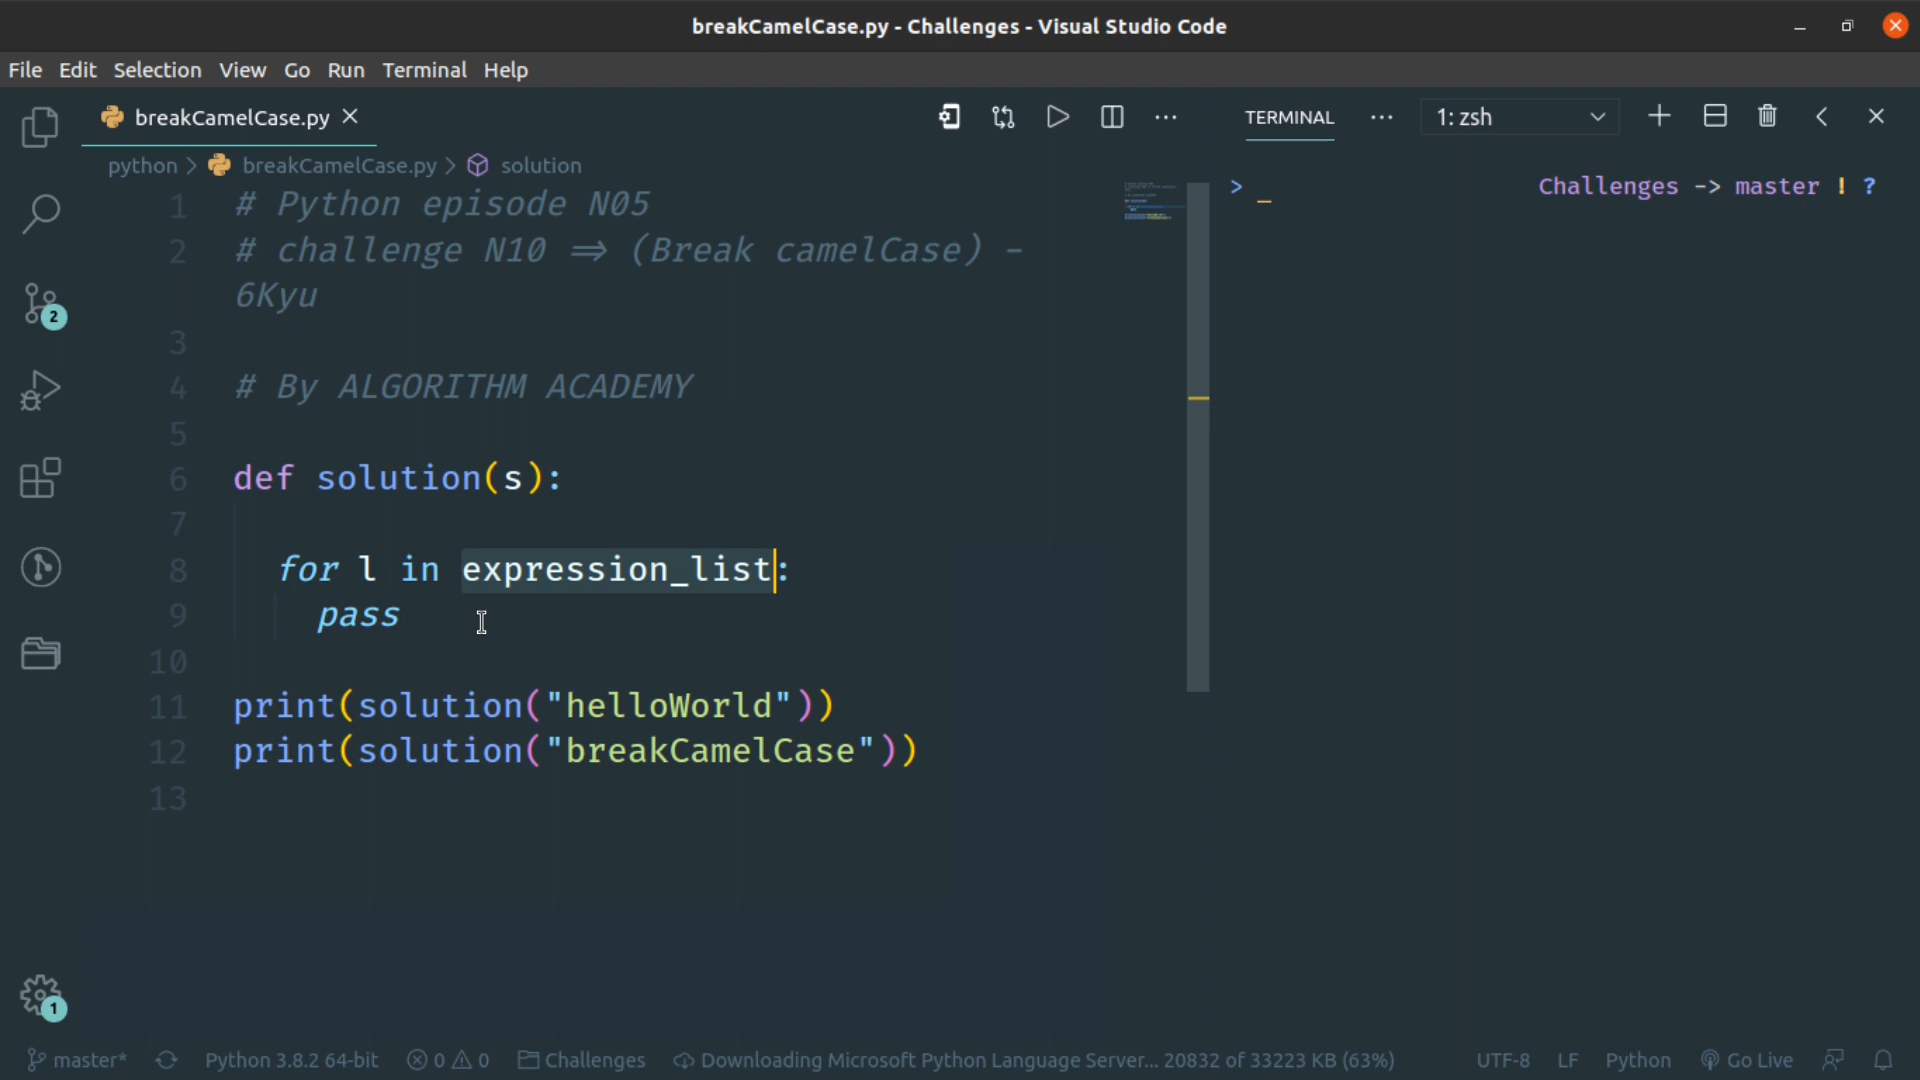 breakCamelCase.py - Challenges - Visual Studio Code
File Edit Selection View Go Run Terminal Help
breakCamelCase.py
TERMINAL
1: zsh
python > breakCamelCase.py > solution
> _ Challenges -> master ! ?
1 # Python episode N05
2 # challenge N10 => (Break camelCase) -
6Kyu
3
4 # By ALGORITHM ACADEMY
5
6 def solution(s):
7
8 for l in expression_list:
9 pass
10
11 print(solution("helloWorld"))
12 print(solution("breakCamelCase"))
13
2
1
master* Python 3.8.2 64-bit 0 0 Challenges Downloading Microsoft Python Language Server... 20832 of 33223 KB (63%) UTF-8 LF Python Go Live